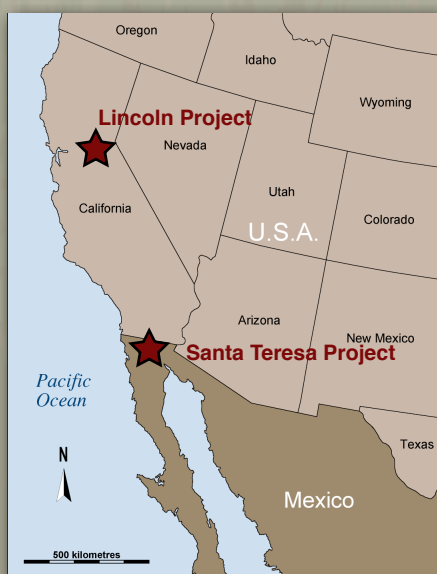 Oregon
Idaho
Wyoming
Lincoln Project
Nevada
Utah
California
Colorado
U.S.A.
Arizona
New Mexico
Santa Teresa Project
Pacific
Ocean
Texas
N
Mexico
500 kilometres